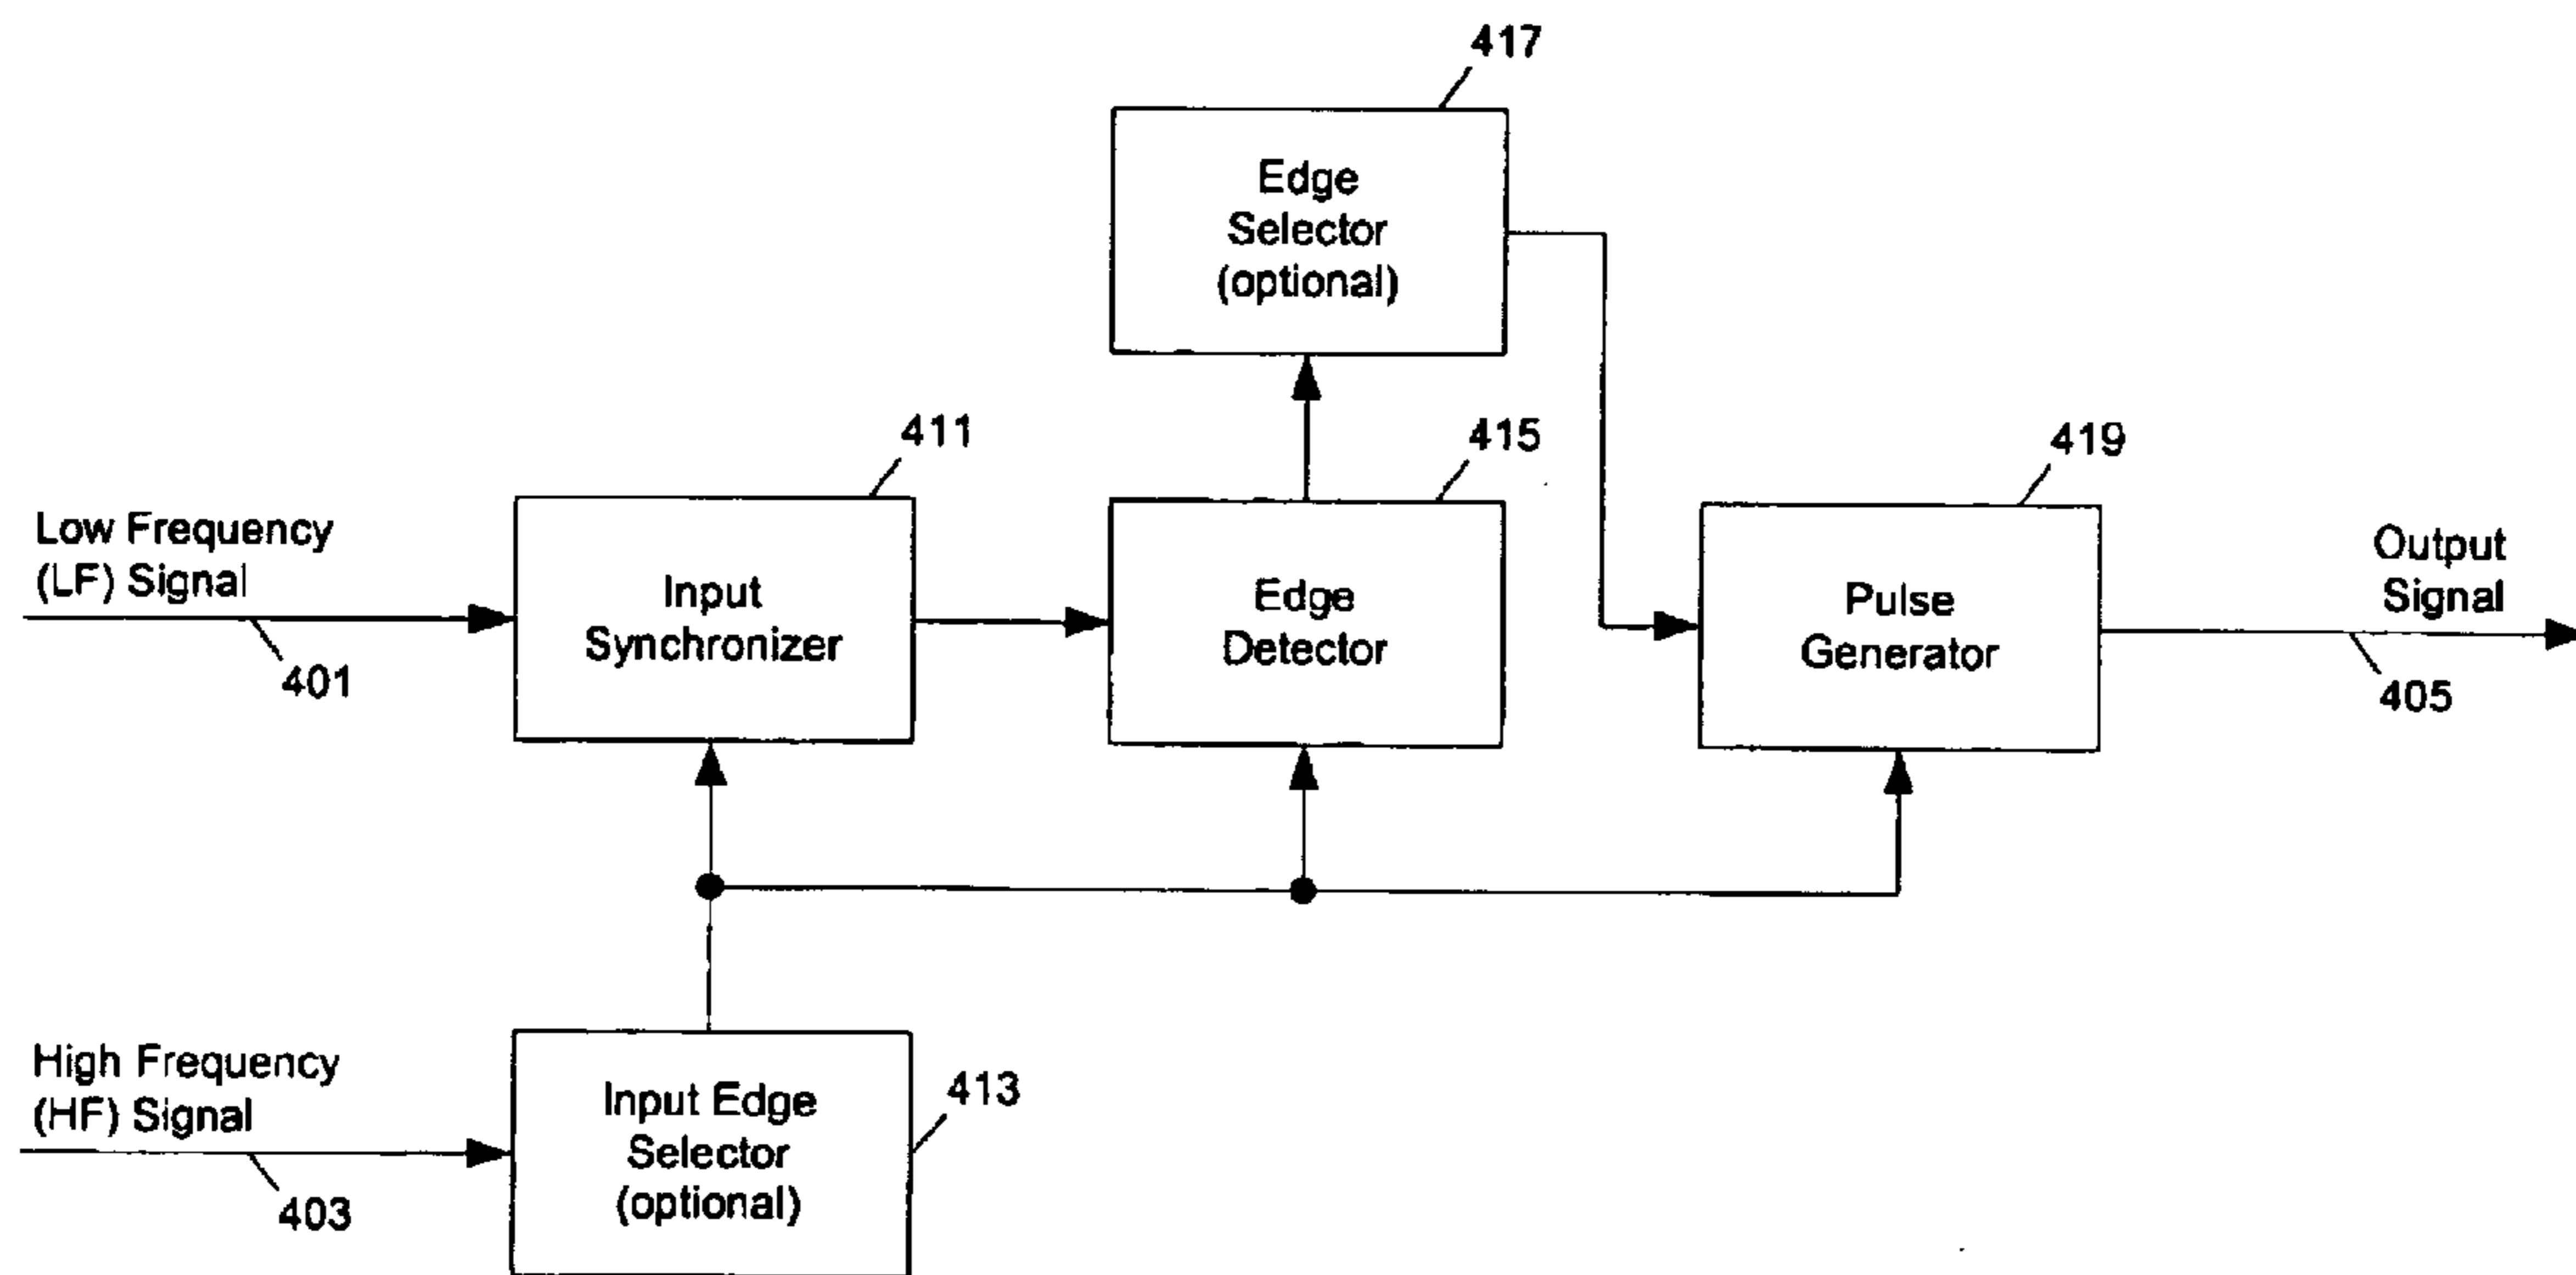 417
Edge
Selector
(optional)
411
415
419
Low Frequency
(LF) Signal
401
Input
Synchronizer
Edge
Detector
Pulse
Generator
Output
Signal
405
High Frequency
(HF) Signal
403
Input Edge
Selector
(optional)
413